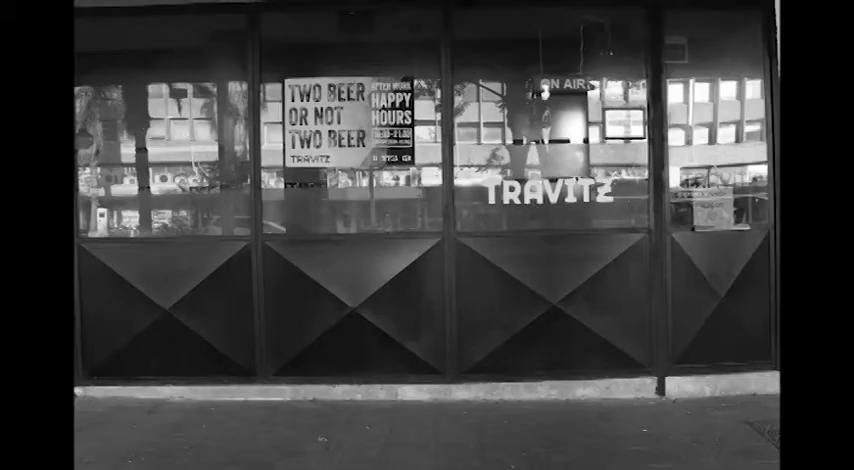 TWO BEER
OR NOT
TWO BEER
TRAVITZ
AFTER WORK
HAPPY
HOURS
ON AIR
TRAVITZ